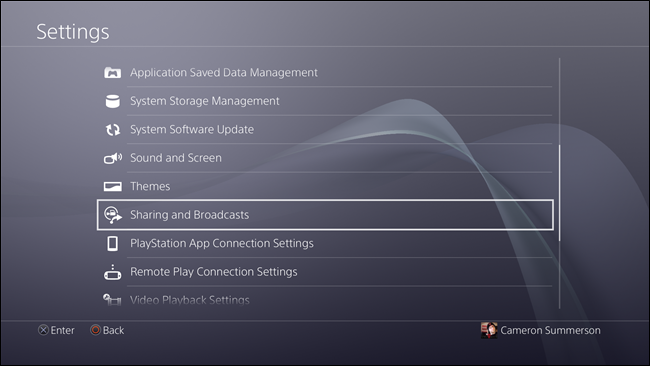 Settings
Application Saved Data Management
System Storage Management
System Software Update
Sound and Screen
Themes
Sharing and Broadcasts
PlayStation App Connection Settings
Remote Play Connection Settings
Video Playback Settings
Enter Back Cameron Summerson